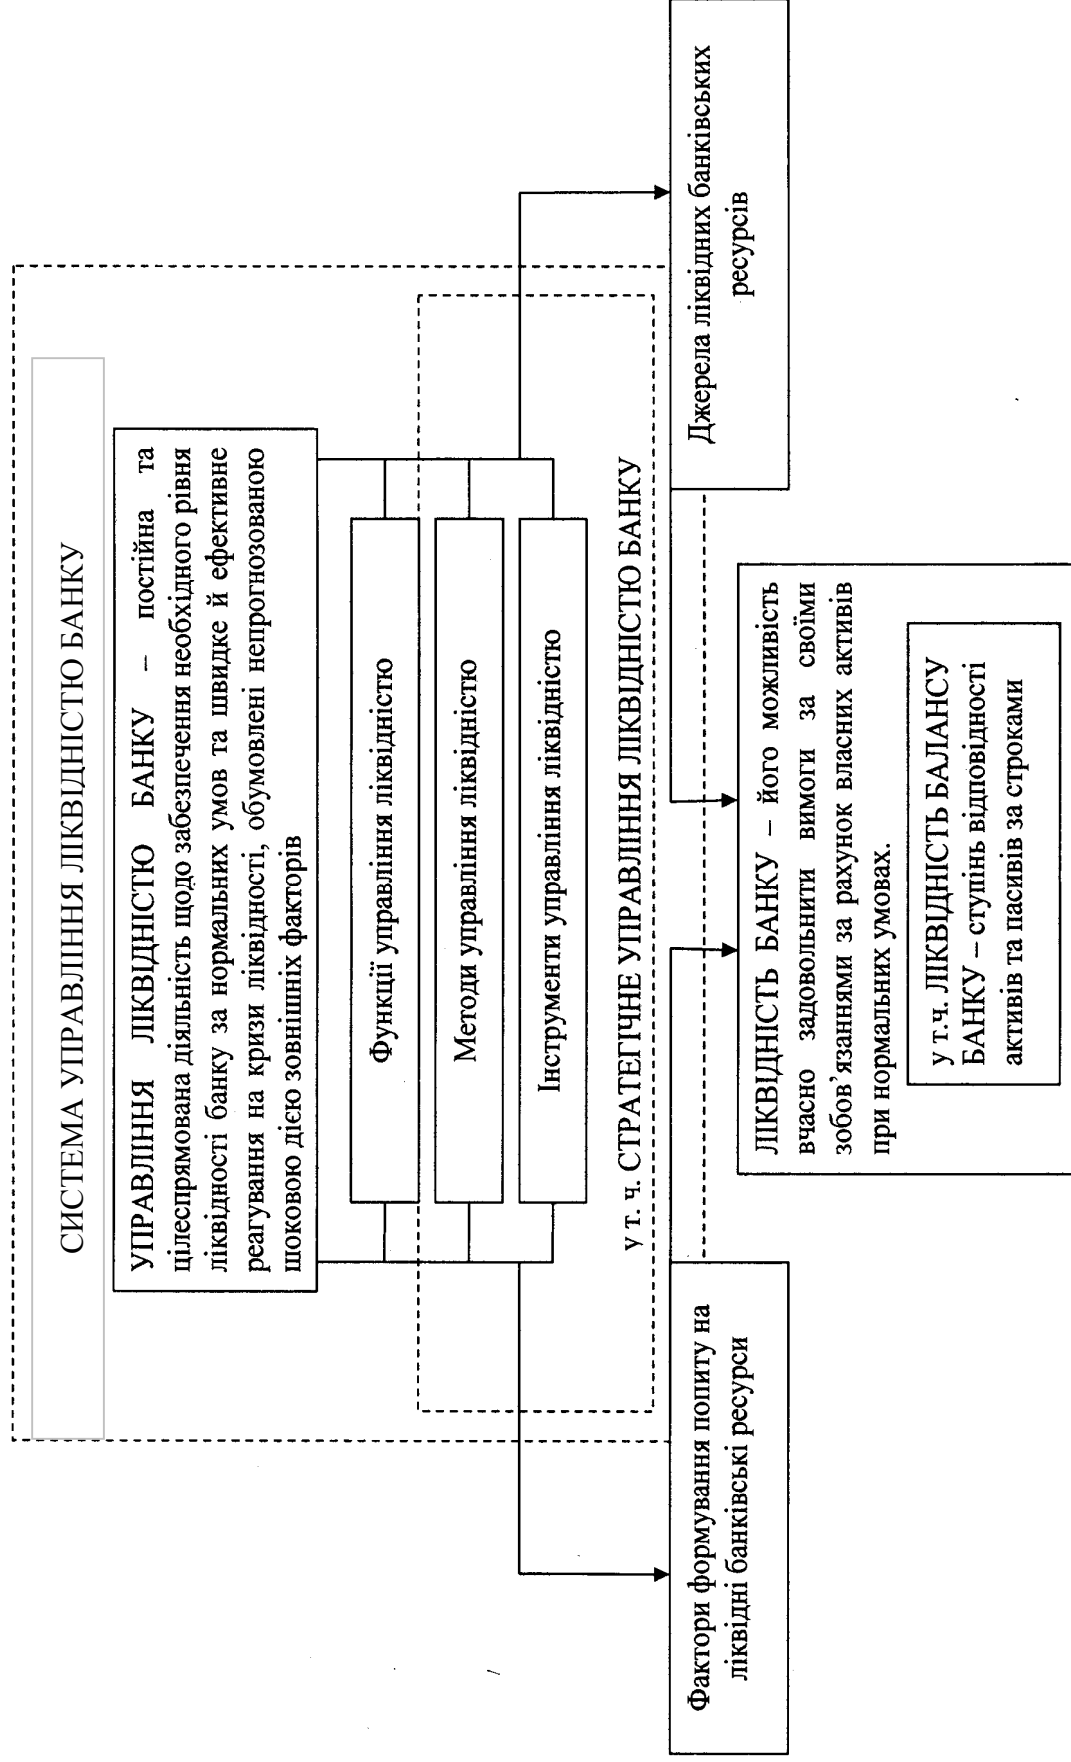 СИСТЕМА УПРАВЛІННЯ ЛІКВІДНІСТЮ БАНКУ
УПРАВЛІННЯ ЛІКВІДНІСТЮ БАНКУ – постійна та
цілеспрямована діяльність щодо забезпечення необхідного рівня
ліквідності банку за нормальних умов та швидке й ефективне
реагування на кризи ліквідності, обумовлені непрогнозованою
шоковою дією зовнішніх факторів
Функції управління ліквідністю
Методи управління ліквідністю
Інструменти управління ліквідністю
у т. ч. СТРАТЕГІЧНЕ УПРАВЛІННЯ ЛІКВІДНІСТЮ БАНКУ
Фактори формування попиту на
ліквідні банківські ресурси
Джерела ліквідних банківських
ресурсів
ЛІКВІДНІСТЬ БАНКУ – його можливість
вчасно задовольнити вимоги за своїми
зобов’язаннями за рахунок власних активів
при нормальних умовах.
у т.ч. ЛІКВІДНІСТЬ БАЛАНСУ
БАНКУ – ступінь відповідності
активів та пасивів за строками